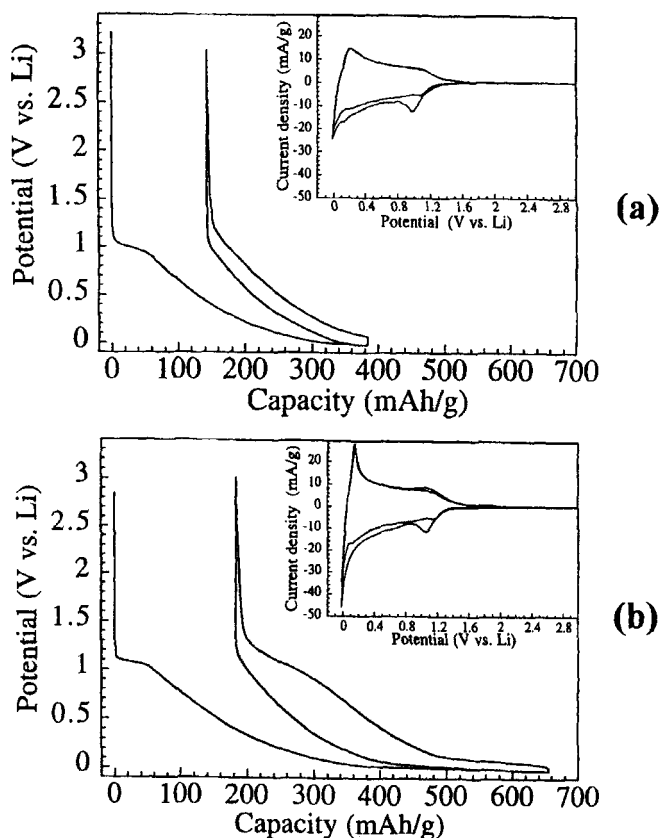 3
2.5
2
1.5
1
0.5
0
Potential (V vs. Li)
0 100 200 300 400 500 600 700
Capacity (mAh/g)
20
10
0
-10
-20
-30
-40
-50
Current density (mA/g)
0 0.4 0.8 1.2 1.6 2 2.4 2.8
Potential (V vs. Li)
(a)
3
2.5
2
1.5
1
0.5
0
Potential (V vs. Li)
0 100 200 300 400 500 600 700
Capacity (mAh/g)
20
10
0
-10
-20
-30
-40
-50
Current density (mA/g)
0 0.4 0.8 1.2 1.6 2 2.4 2.8
Potential (V vs. Li)
(b)